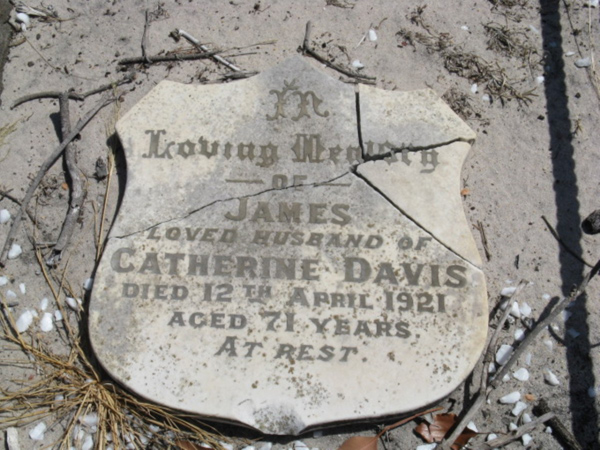 In
Loving Memory
OF
JAMES
LOVED HUSBAND OF
CATHERINE DAVIS
DIED 12TH APRIL 1921.
AGED 71 YEARS.
AT REST.